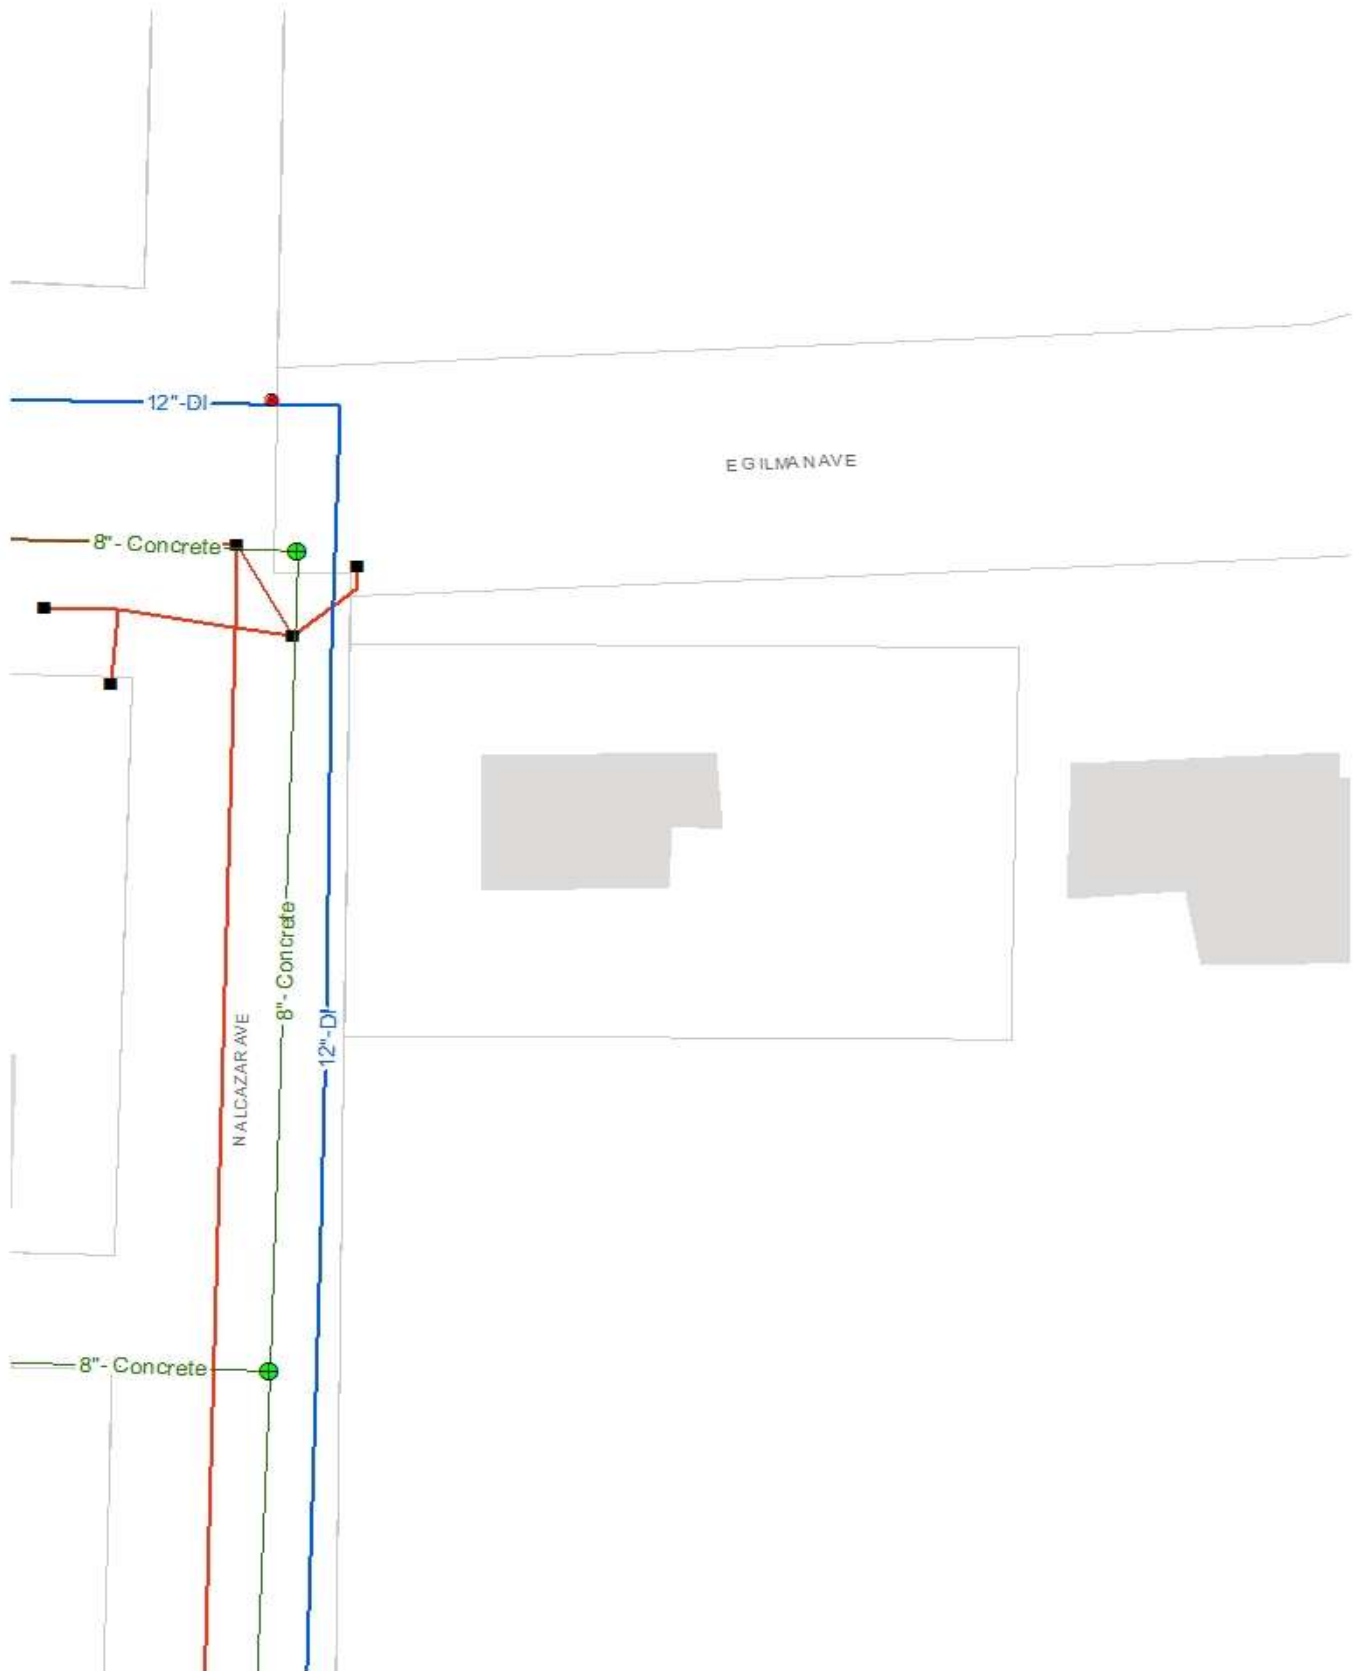 12"-DI
E GILMAN AVE
8"- Concrete
8"- Concrete
12"-DI
N ALCAZAR AVE
8"- Concrete